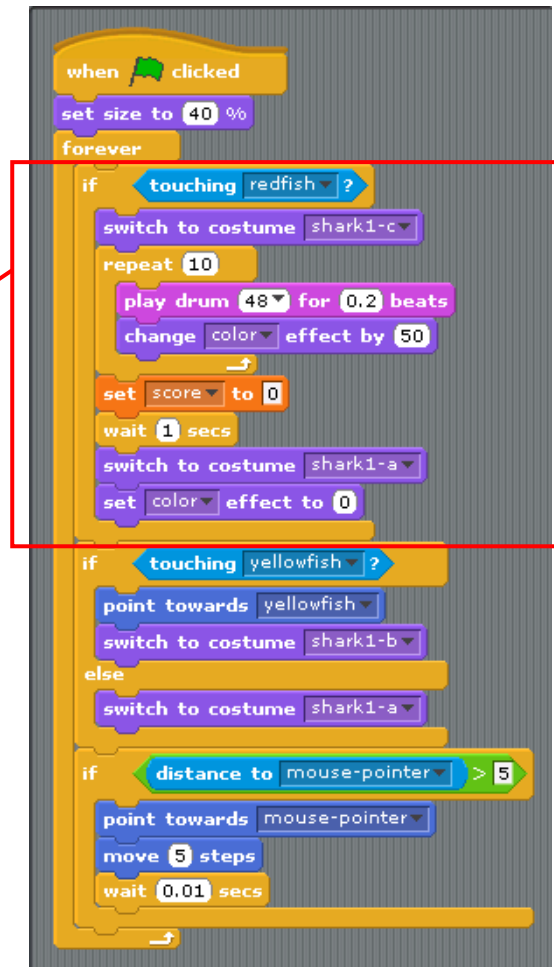 when clicked
set size to 40 %
forever
if touching redfish ?
switch to costume shark1-c
repeat 10
play drum 48 for 0.2 beats
change color effect by 50
set score to 0
wait 1 secs
switch to costume shark1-a
set color effect to 0
if touching yellowfish ?
point towards yellowfish
switch to costume shark1-b
else
switch to costume shark1-a
if distance to mouse-pointer > 5
point towards mouse-pointer
move 5 steps
wait 0.01 secs